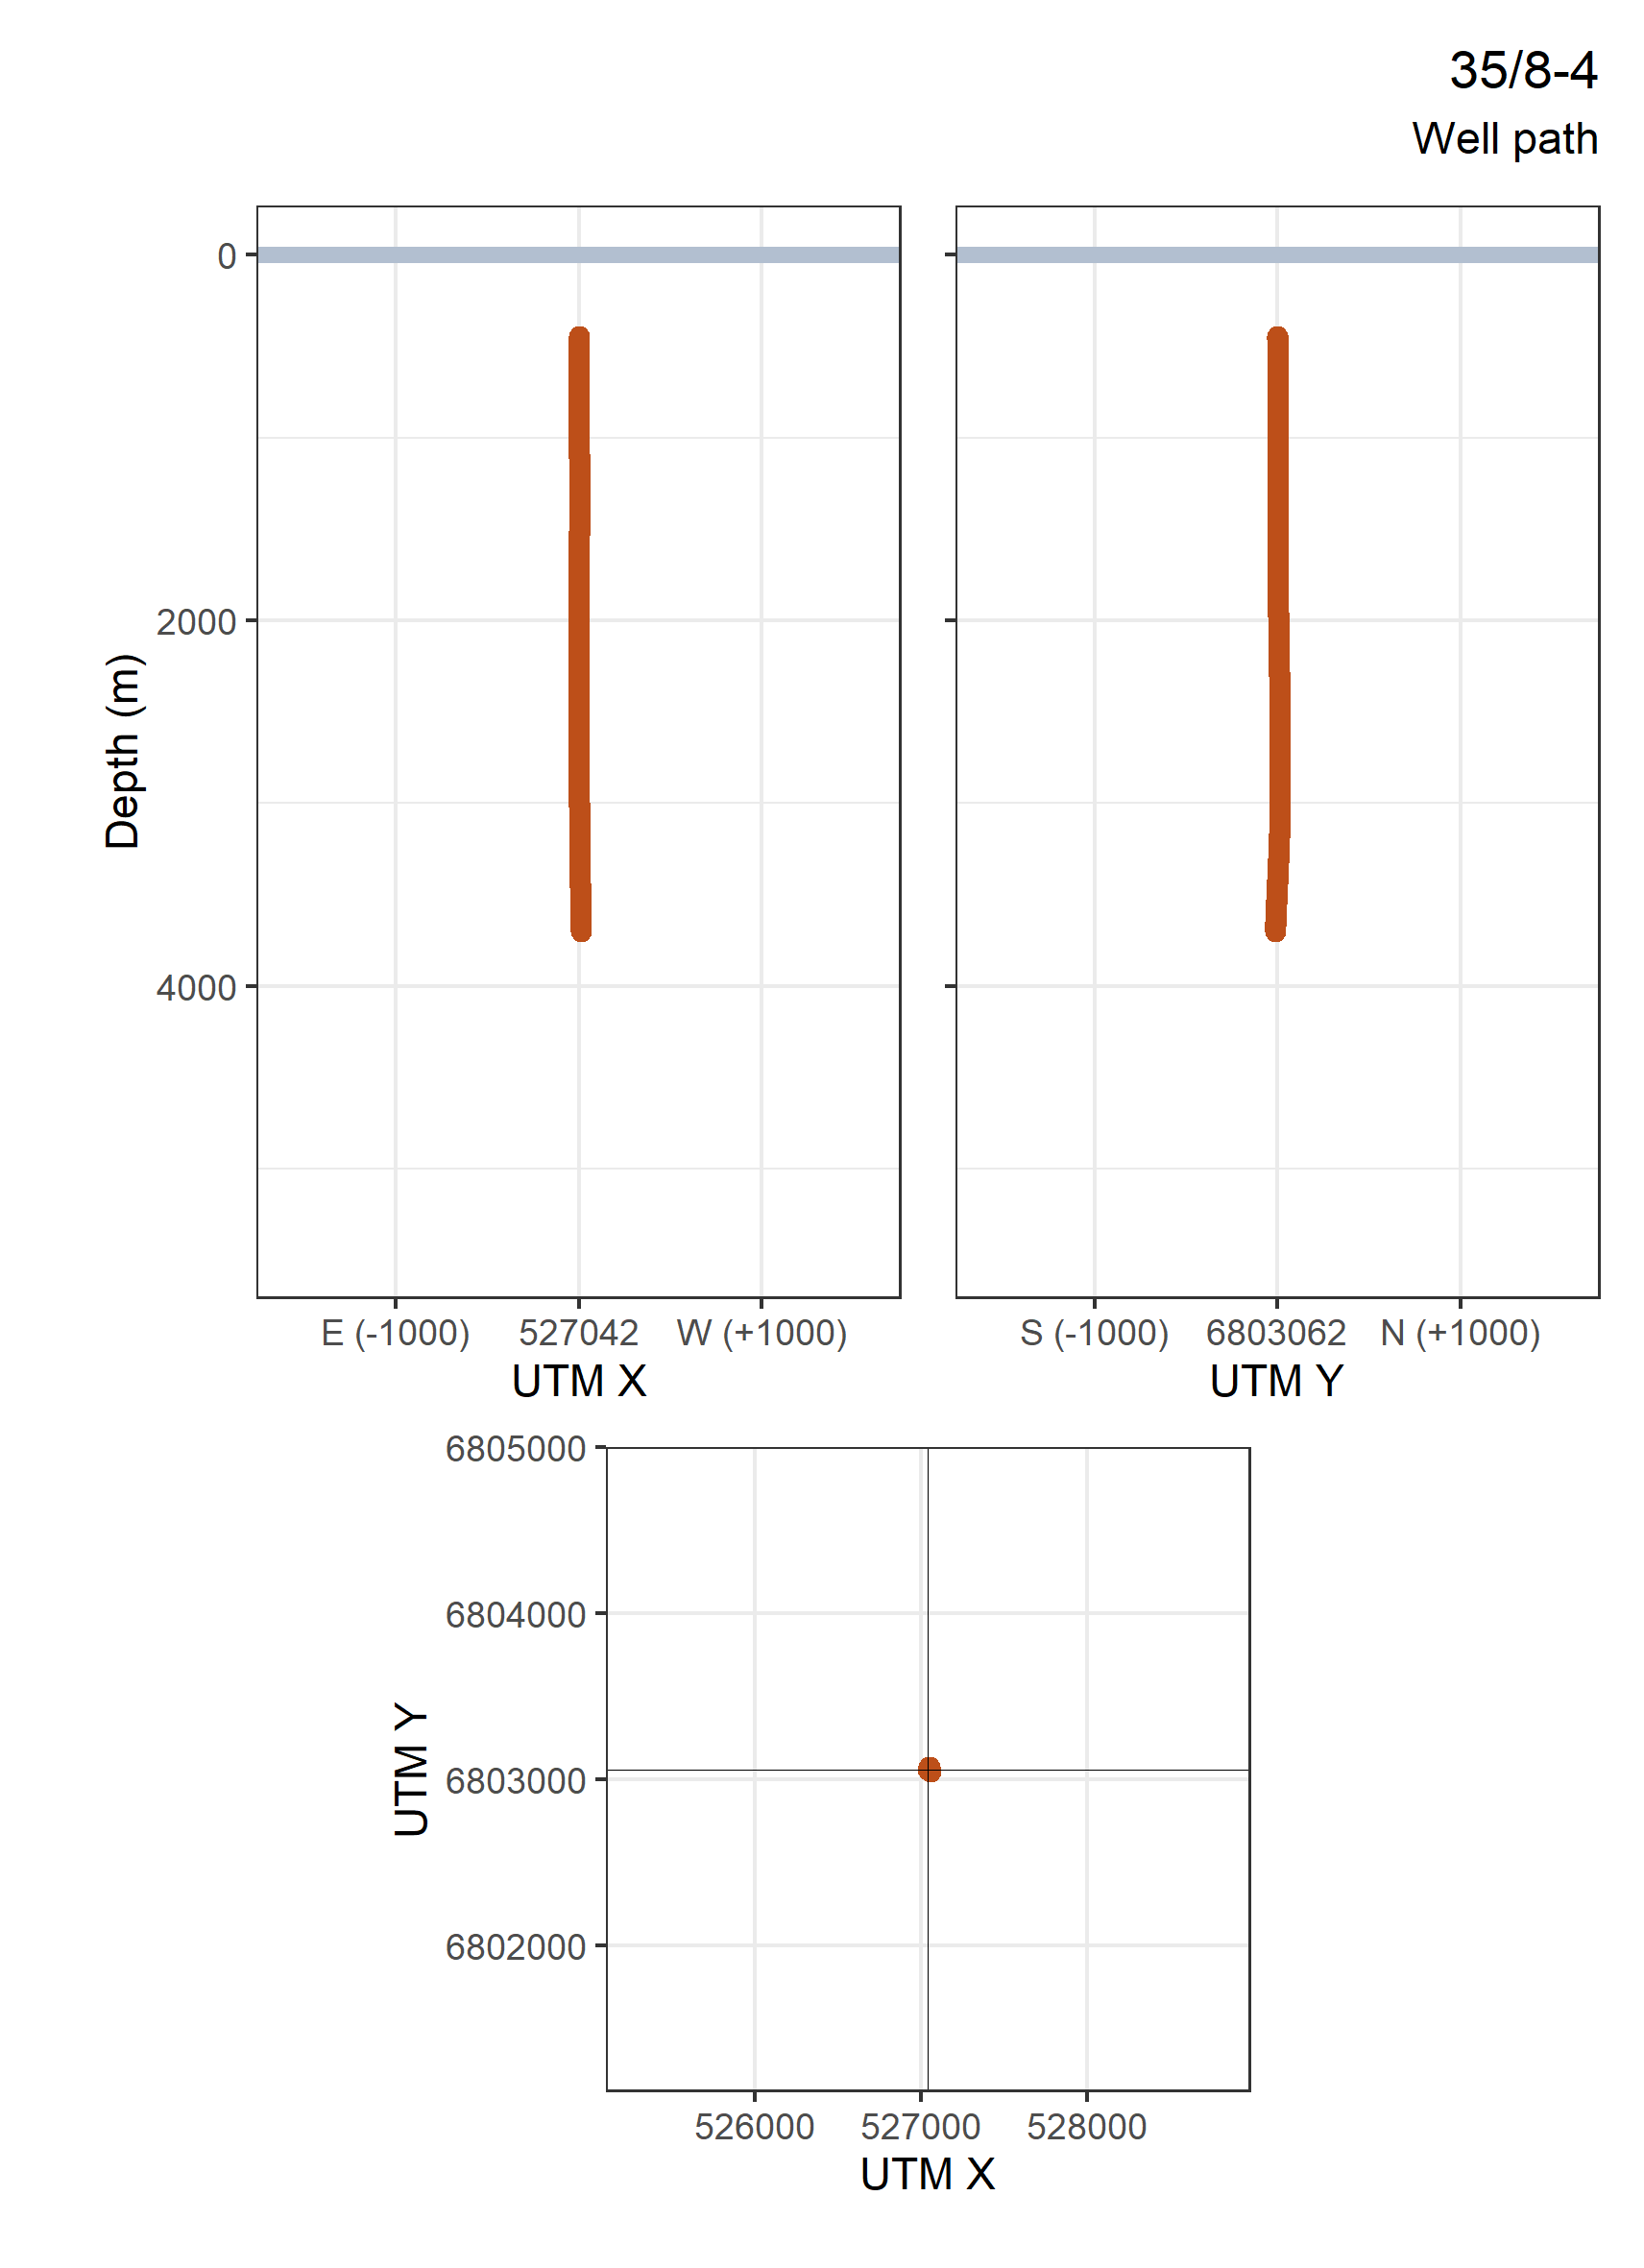 35/8-4
Well path
Depth (m)
0
2000
4000
E (-1000) 527042 W (+1000)
UTM X
S (-1000) 6803062 N (+1000)
UTM Y
UTM Y
6805000
6804000
6803000
6802000
526000 527000 528000
UTM X